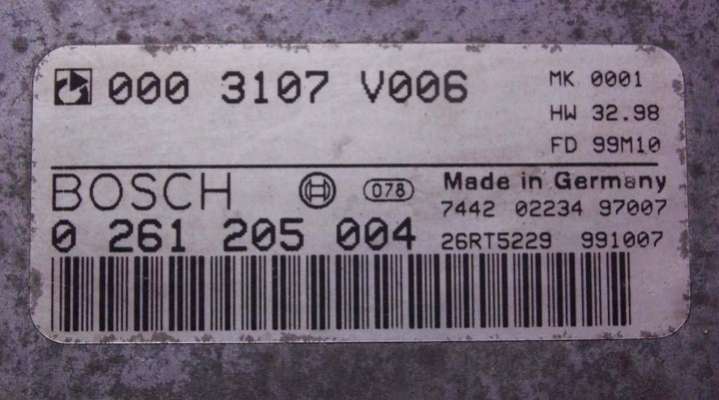 000 3107 V006
MK 0001
HW 32.98
FD 99M10
BOSCH
078
Made in Germany
7442 02234 97007
0 261 205 004
26RT5229 991007